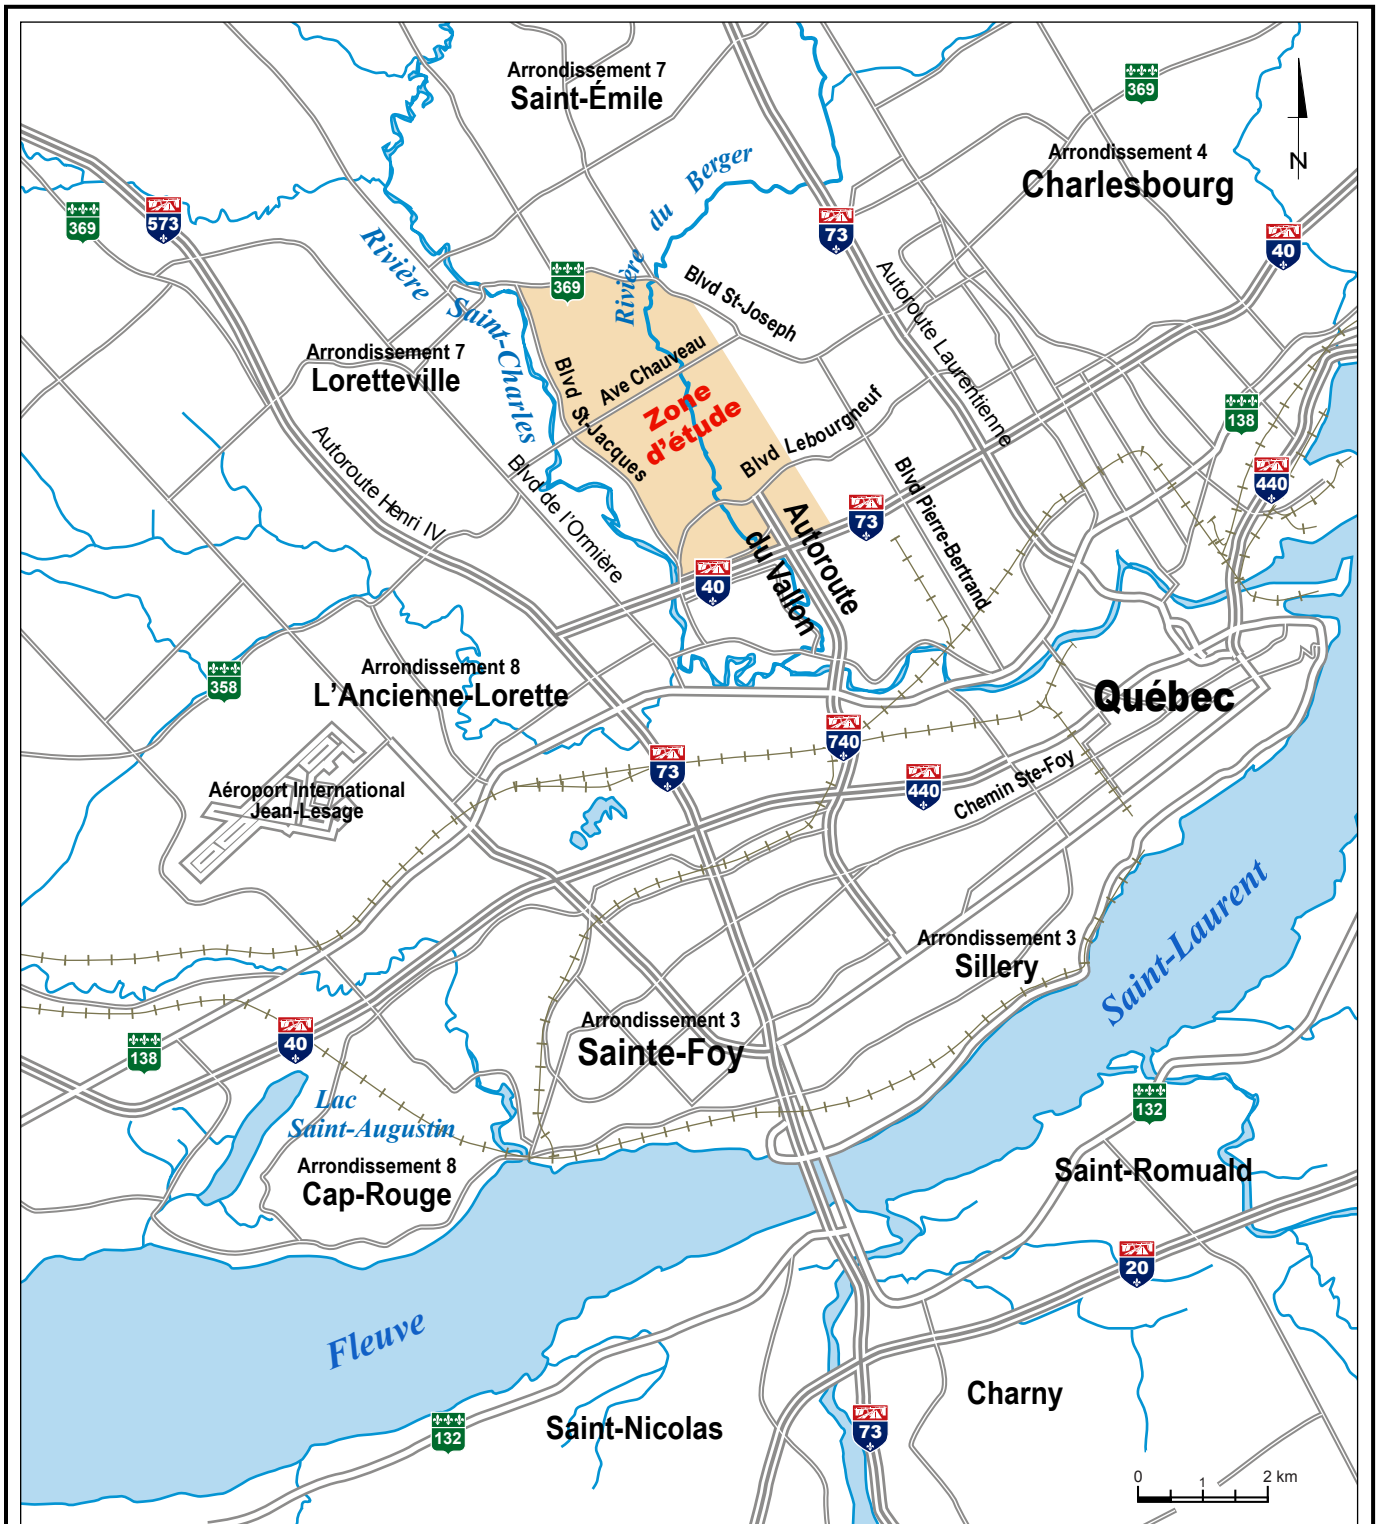 Arrondissement 7
Saint-Émile
369
Arrondissement 4
Charlesbourg
N
Rivière du Berger
369
573
73
40
Rivière Saint-Charles
369
Blvd St-Joseph
Autoroute Laurentienne
Arrondissement 7
Loretteville
Blvd St-Jacques
Ave Chauveau
Zone
d'étude
Blvd Lebourgneuf
138
Autoroute Henri IV
Blvd de l'Ormière
Blvd Pierre-Bertrand
440
73
Autoroute
du Vallon
40
358
Arrondissement 8
L'Ancienne-Lorette
Québec
740
73
440
Chemin Ste-Foy
Aéroport International
Jean-Lesage
Arrondissement 3
Sillery
Saint-Laurent
Arrondissement 3
Sainte-Foy
138
40
Lac
Saint-Augustin
132
Arrondissement 8
Cap-Rouge
Saint-Romuald
20
Fleuve
Charny
Saint-Nicolas
132
73
0 1 2 km